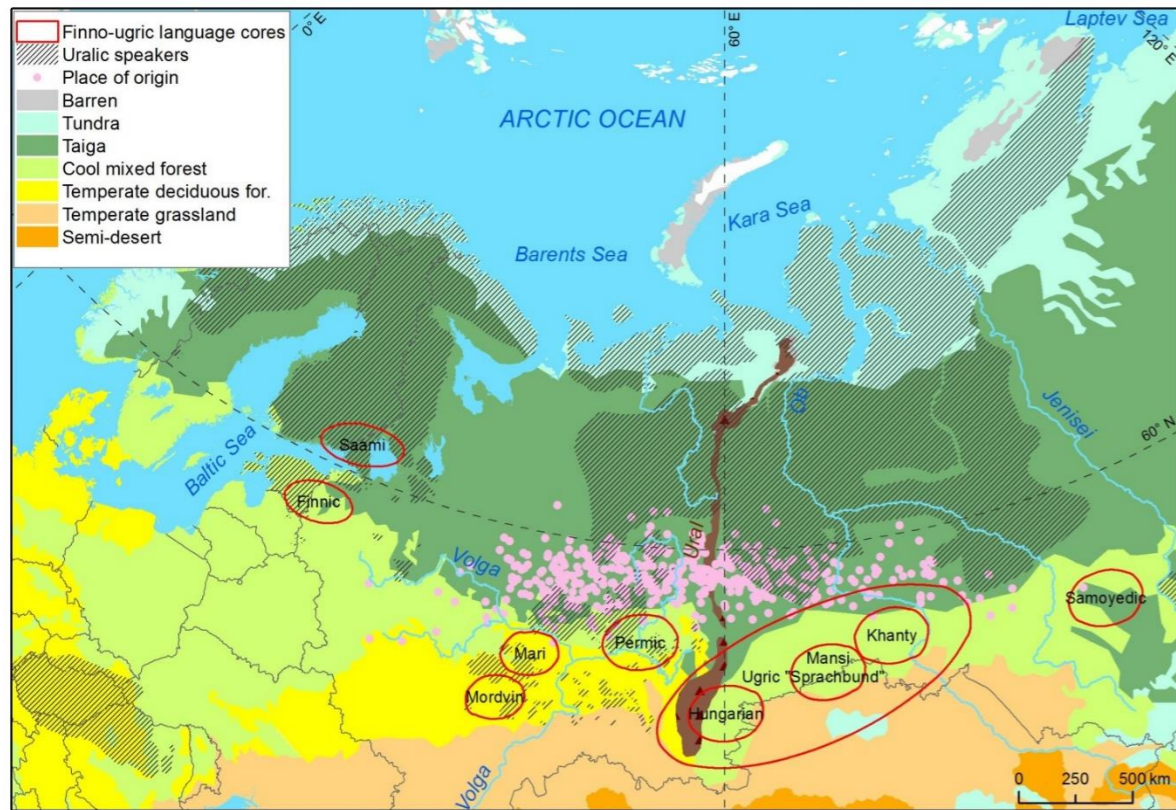 Finno-ugric language cores
Uralic speakers
Place of origin
Barren
Tundra
Taiga
Cool mixed forest
Temperate deciduous for.
Temperate grassland
Semi-desert
0° E
60° E
Laptev Sea
120° E
ARCTIC OCEAN
Kara Sea
Barents Sea
Ob
Jenisei
60° N
Baltic Sea
Saami
Finnic
Ural
Volga
Samoyedic
Mari
Permic
Khanty
Mansi
Ugric "Sprachbund"
Mordvin
Hungarian
Volga
0 250 500 km